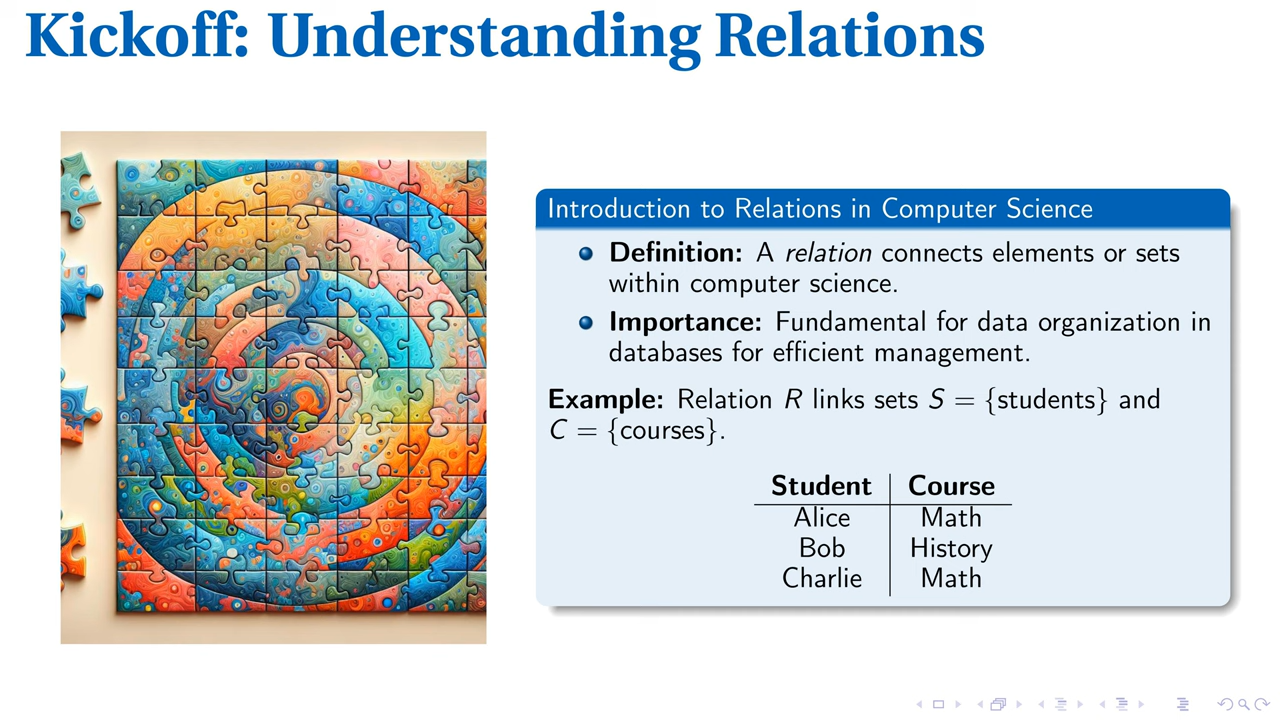 Kickoff: Understanding Relations
Introduction to Relations in Computer Science
Definition: A relation connects elements or sets
within computer science.
Importance: Fundamental for data organization in
databases for efficient management.
Example: Relation R links sets S = {students} and
C = {courses}.
Student Course
Alice Math
Bob History
Charlie Math